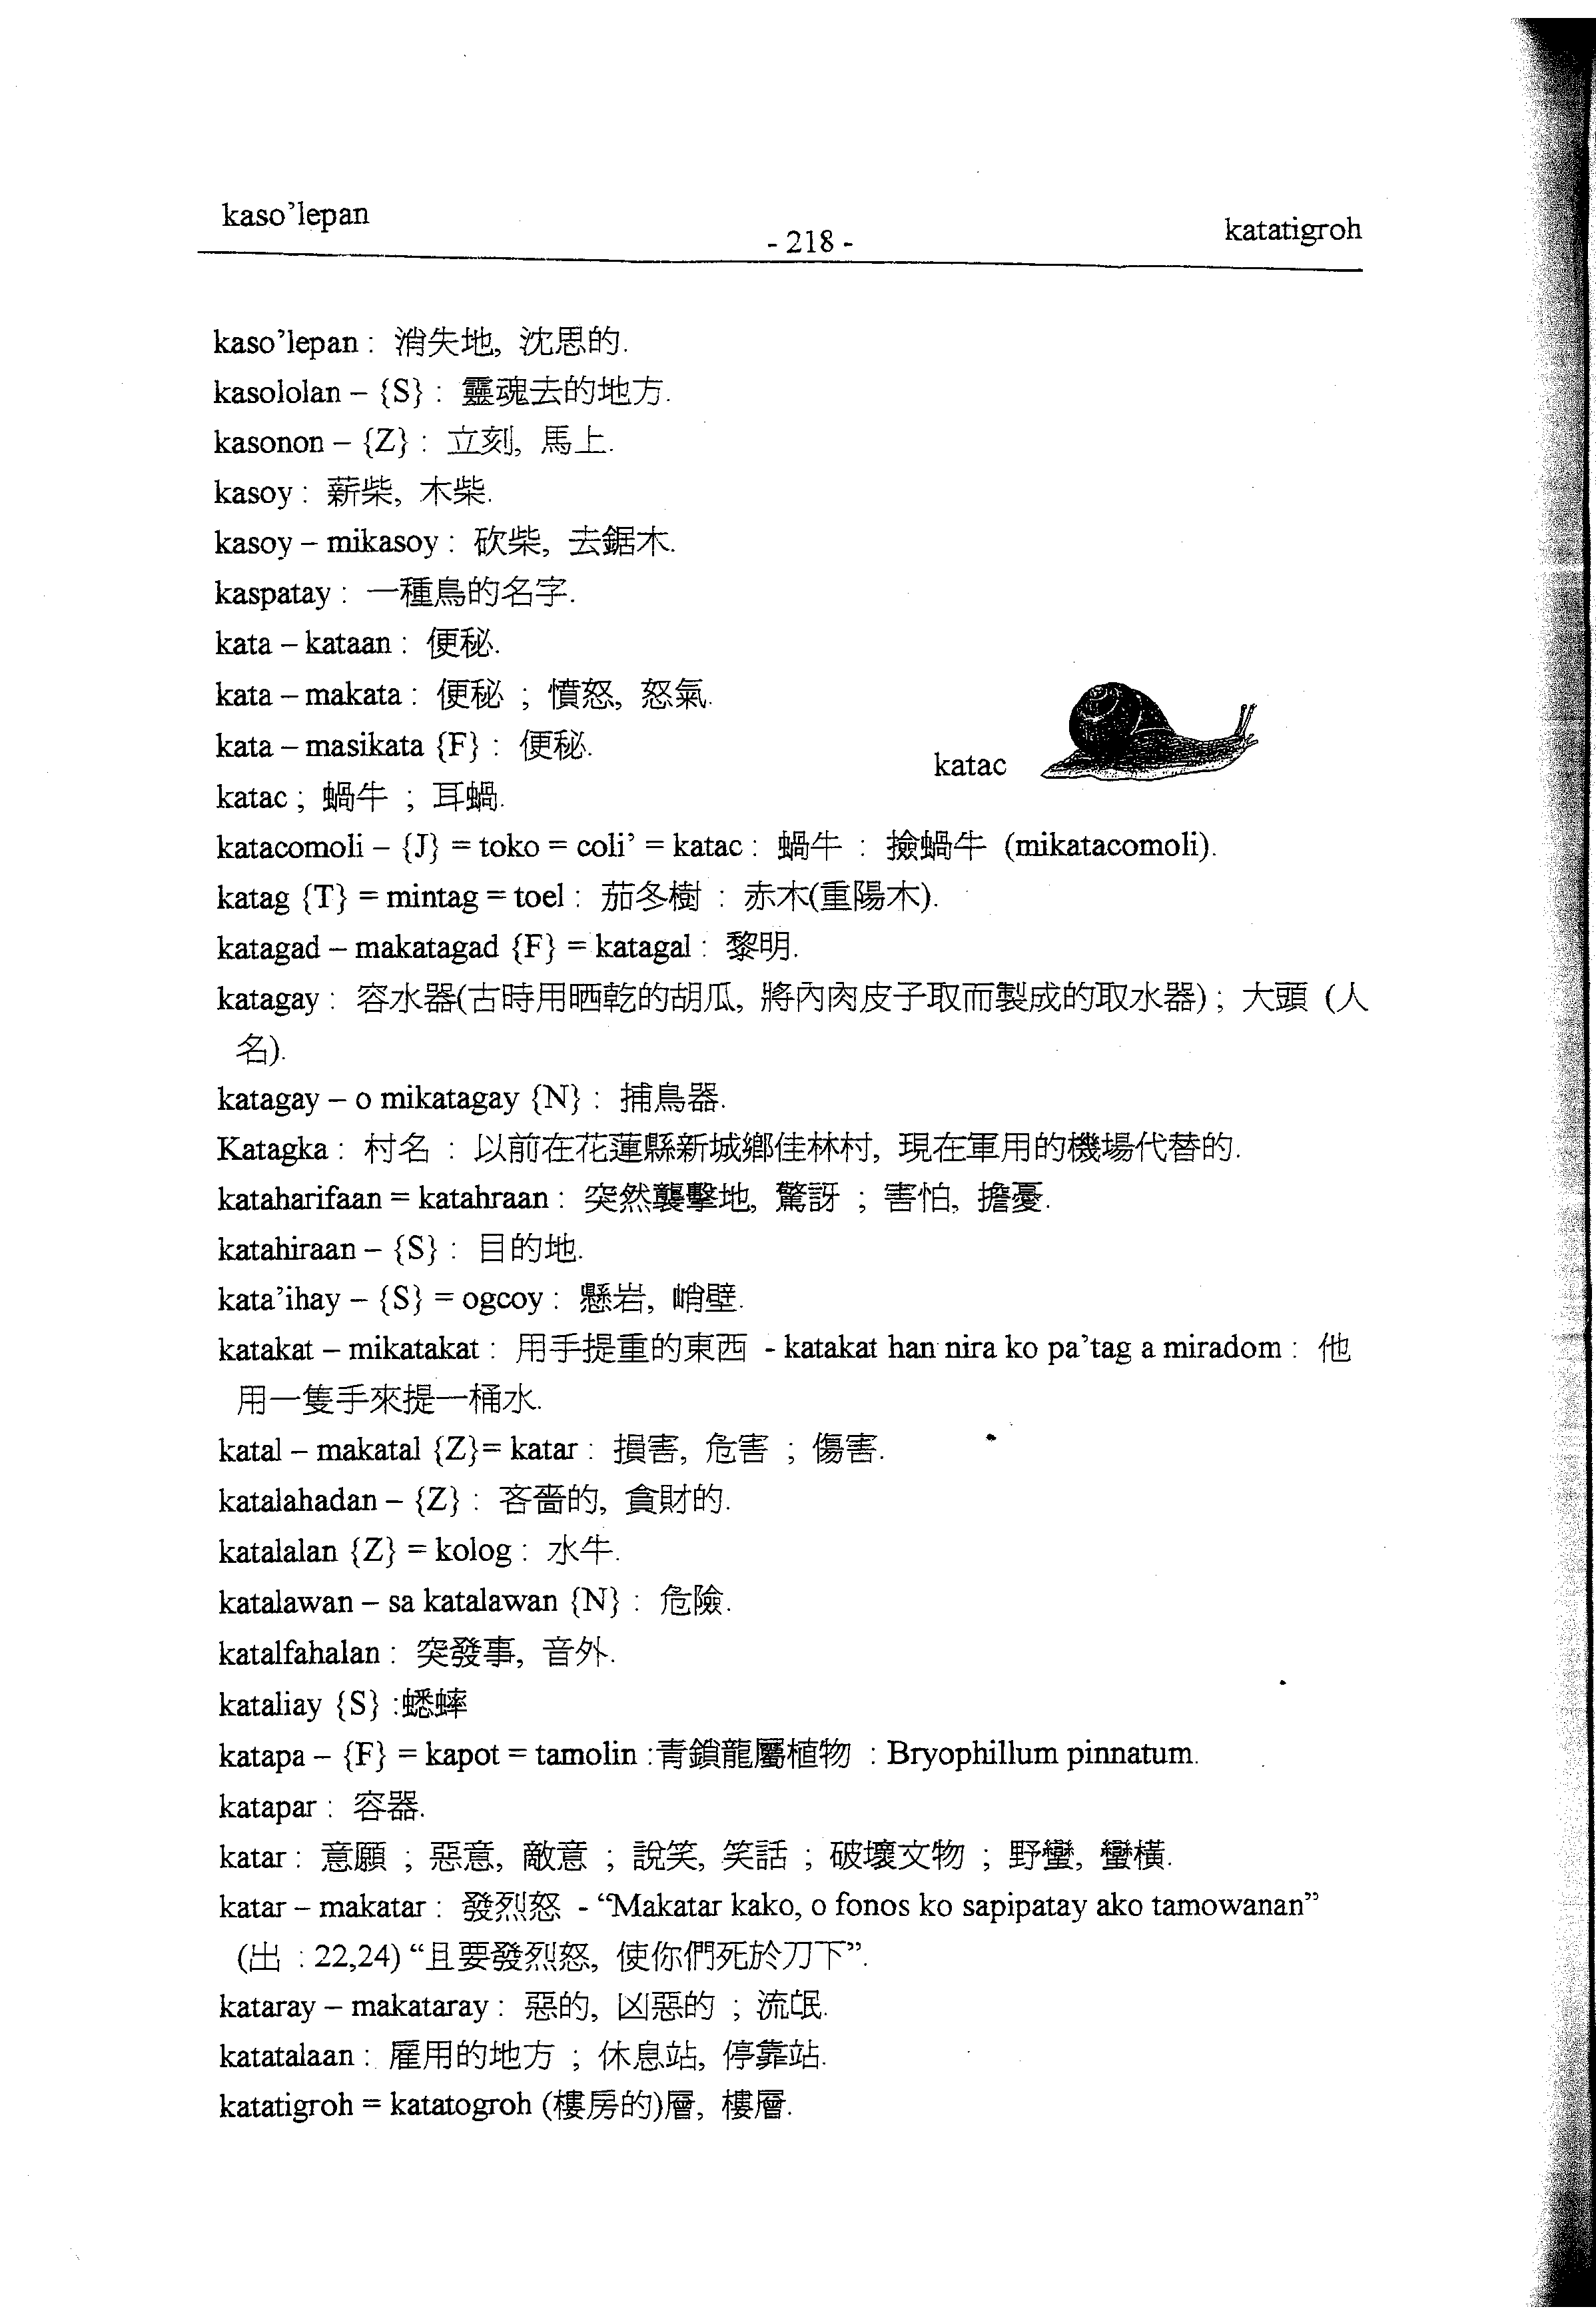 kaso’lepan
- 218 -
katatigroh
kaso’lepan : 消失地, 沈思的.
kasololan – {S} : 靈魂去的地方.
kasonon – {Z} : 立刻, 馬上.
kasoy : 薪柴, 木柴.
kasoy – mikasoy : 砍柴, 去鋸木.
kaspatay : 一種鳥的名字.
kata – kataan : 便秘.
kata – makata : 便秘 ; 憤怒, 怒氣.
kata – masikata {F} : 便秘.
katac
katac ; 蝸牛 ; 耳蝸.
katacomoli – {J} = toko = coli’ = katac : 蝸牛 : 撿蝸牛 (mikatacomoli).
katag {T} = mintag = toel : 茄冬樹 : 赤木(重陽木).
katagad – makatagad {F} = katagal : 黎明.
katagay : 容水器(古時用晒乾的胡瓜, 將內肉皮子取而製成的取水器) ; 大頭 (人
名).
katagay – o mikatagay {N} : 捕鳥器.
Katagka : 村名 : 以前在花蓮縣新城鄉佳林村, 現在軍用的機場代替的.
kataharifaan = katahraan : 突然襲擊地, 驚訝 ; 害怕, 擔憂.
katahiraan – {S} : 目的地.
kata’ihay – {S} = ogcoy : 懸岩, 峭壁.
katakat – mikatakat : 用手提重的東西 - katakat han nira ko pa’tag a miradom : 他
用一隻手來提一桶水.
katal – makatal {Z}= katar : 損害, 危害 ; 傷害.
katalahadan – {Z} : 吝嗇的, 貪財的.
katalalan {Z} = kolog : 水牛.
katalawan – sa katalawan {N} : 危險.
katalfahalan : 突發事, 音外.
kataliay {S} :蟋蟀
katapa – {F} = kapot = tamolin :青鎖龍屬植物 : Bryophillum pinnatum.
katapar : 容器.
katar : 意願 ; 惡意, 敵意 ; 說笑, 笑話 ; 破壞文物 ; 野蠻, 蠻橫.
katar – makatar : 發烈怒 - “Makatar kako, o fonos ko sapipatay ako tamowanan”
(出 : 22,24) “且要發烈怒, 使你們死於刀下”.
kataray – makataray : 惡的, 凶惡的 ; 流氓.
katatalaan : 雇用的地方 ; 休息站, 停靠站.
katatigroh = katatogroh (樓房的)層, 樓層.